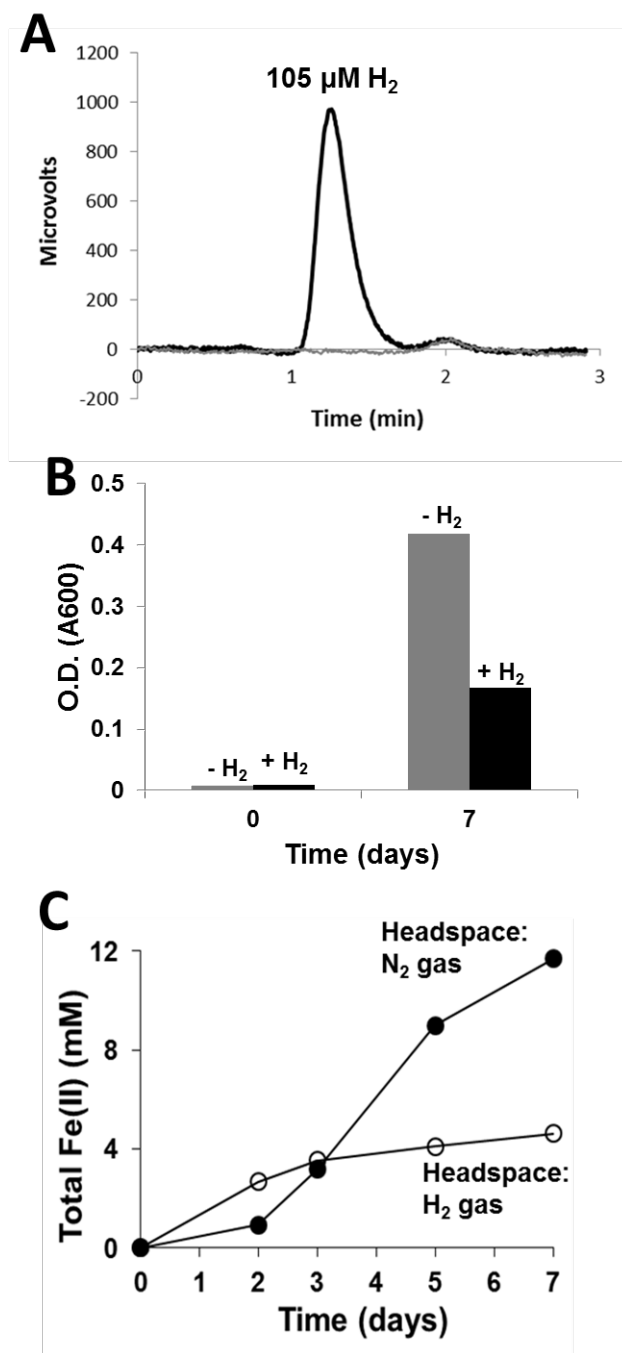 A
1200
1000
800
600
400
200
0
-200
Microvolts
105 µM H₂
0 1 2 3
Time (min)
B
0.5
0.4
0.3
0.2
0.1
0
O.D. (A600)
- H₂
+ H₂
- H₂ + H₂
0 7
Time (days)
C
12
8
4
0
Total Fe(II) (mM)
Headspace:
N₂ gas
Headspace:
H₂ gas
0 1 2 3 4 5 6 7
Time (days)